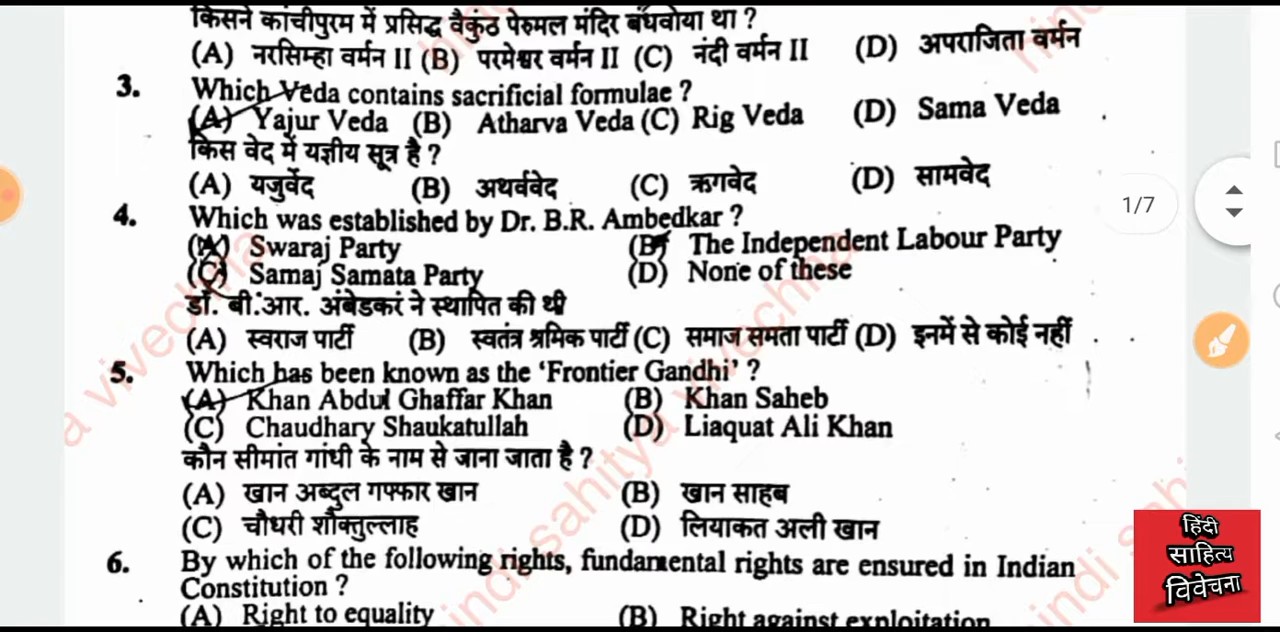 किसने कांचीपुरम में प्रसिद्ध वैकुंठ पेरुमल मंदिर बंधवोया था ?
(A) नरसिम्हा वर्मन II (B) परमेश्वर वर्मन II (C) नंदी वर्मन II (D) अपराजिता वर्मन
3. Which Veda contains sacrificial formulae ?
(A) Yajur Veda (B) Atharva Veda (C) Rig Veda (D) Sama Veda
किस वेद में यज्ञीय सूत्र है ?
(A) यजुर्वेद (B) अथर्ववेद (C) ऋगवेद (D) सामवेद
4. Which was established by Dr. B.R. Ambedkar ?
(A) Swaraj Party (B) The Independent Labour Party
(C) Samaj Samata Party (D) None of these
डॉ. बी.आर. अंबेडकर ने स्थापित की थी
(A) स्वराज पार्टी (B) स्वतंत्र श्रमिक पार्टी (C) समाज समता पार्टी (D) इनमें से कोई नहीं
5. Which has been known as the ‘Frontier Gandhi’ ?
(A) Khan Abdul Ghaffar Khan (B) Khan Saheb
(C) Chaudhary Shaukatullah (D) Liaquat Ali Khan
कौन सीमांत गांधी के नाम से जाना जाता है ?
(A) खान अब्दुल गफ्फार खान (B) खान साहब
(C) चौधरी शौक्तुल्लाह (D) लियाकत अली खान
6. By which of the following rights, fundamental rights are ensured in Indian
Constitution ?
(A) Right to equality (B) Right against exploitation
1/7
हिंदी
साहित्य
विवेचना